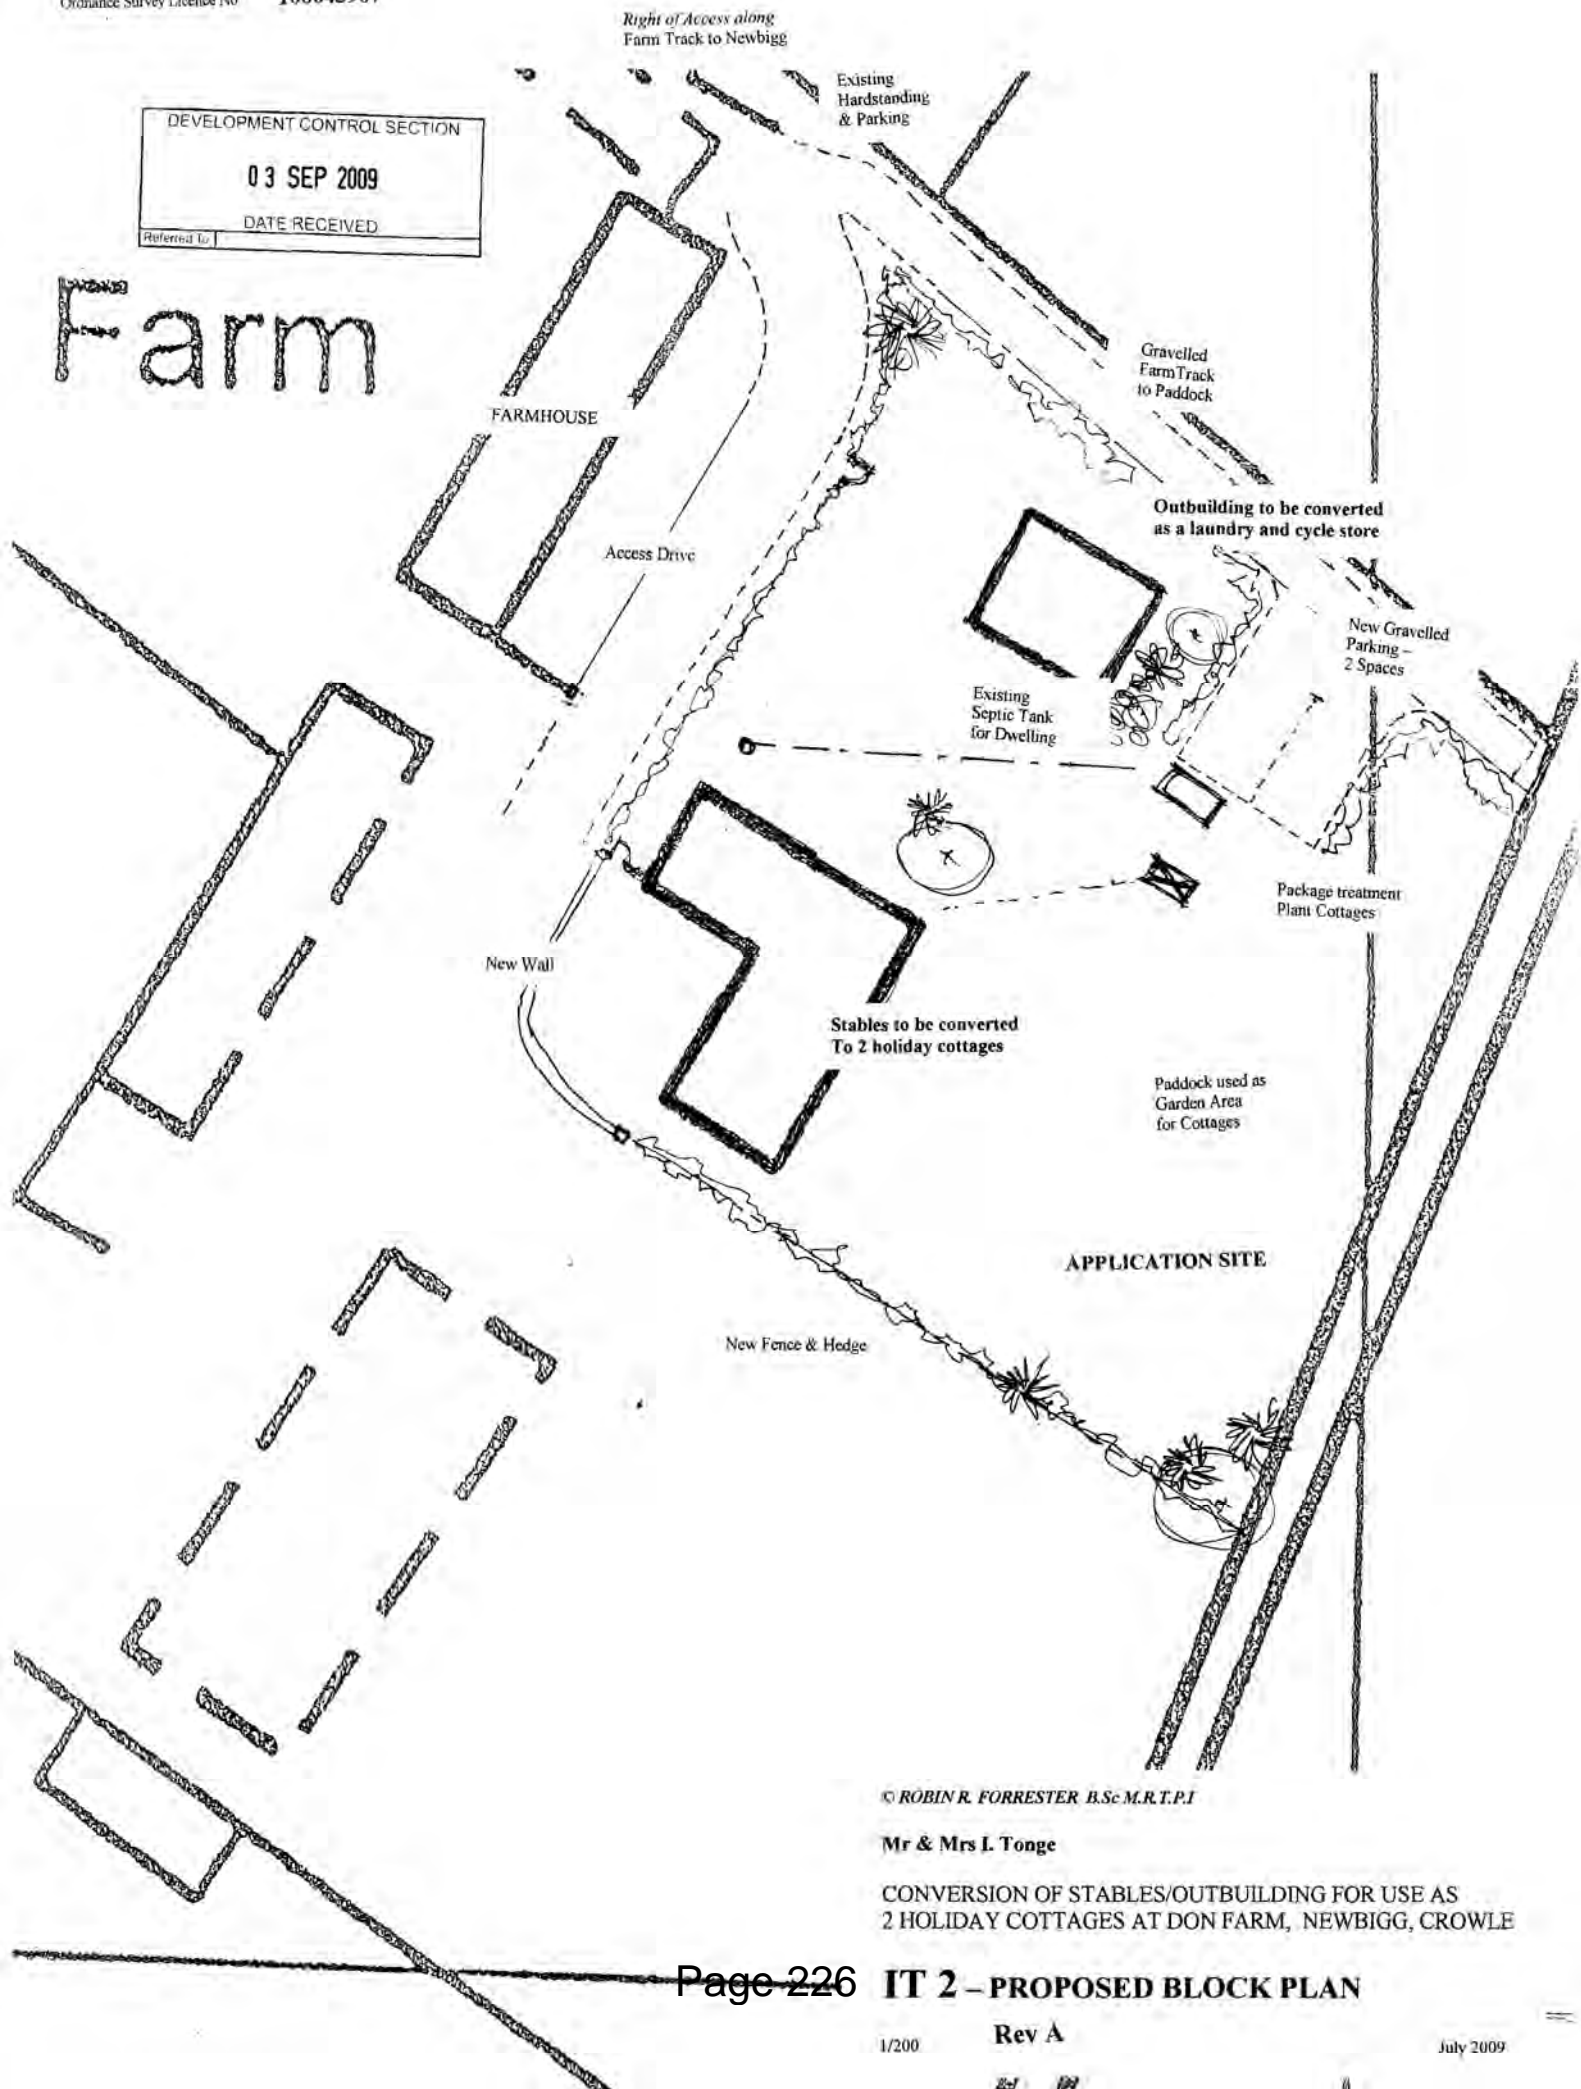 Ordnance Survey Licence No
Right of Access along
Farm Track to Newbigg
Existing
Hardstanding
& Parking
DEVELOPMENT CONTROL SECTION
03 SEP 2009
DATE RECEIVED
Referred To
Farm
Gravelled
Farm Track
to Paddock
FARMHOUSE
Outbuilding to be converted
as a laundry and cycle store
Access Drive
New Gravelled
Parking –
2 Spaces
Existing
Septic Tank
for Dwelling
Package treatment
Plant Cottages
New Wall
Stables to be converted
To 2 holiday cottages
Paddock used as
Garden Area
for Cottages
APPLICATION SITE
New Fence & Hedge
© ROBIN R. FORRESTER B.Sc M.R.T.P.I
Mr & Mrs I. Tonge
CONVERSION OF STABLES/OUTBUILDING FOR USE AS
2 HOLIDAY COTTAGES AT DON FARM, NEWBIGG, CROWLE
Page 226
IT 2 – PROPOSED BLOCK PLAN
Rev A
1/200
July 2009